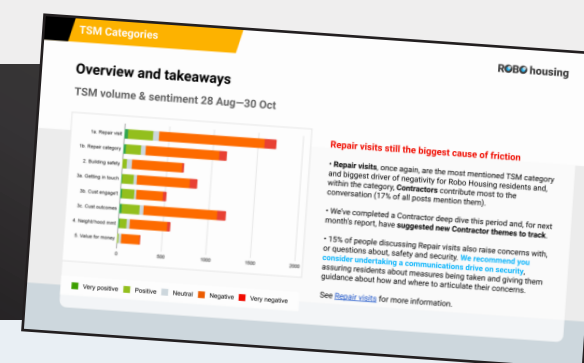 TSM Categories
ROBO housing
Overview and takeaways
TSM volume & sentiment 28 Aug—30 Oct
1a. Repair visit
1b. Repair category
2. Building safety
3a. Getting in touch
3b. Cust engage't
3c. Cust outcomes
4. Neigh'hood mmt
5. Value for money
0
500
1000
1500
2000
Very positive
Positive
Neutral
Negative
Very negative
Repair visits still the biggest cause of friction
• Repair visits, once again, are the most mentioned TSM category
and biggest driver of negativity for Robo Housing residents and,
within the category, Contractors contribute most to the
conversation (17% of all posts mention them).
• We've completed a Contractor deep dive this period and, for next
month's report, have suggested new Contractor themes to track.
• 15% of people discussing Repair visits also raise concerns with,
or questions about, safety and security. We recommend you
consider undertaking a communications drive on security,
assuring residents about measures being taken and giving them
guidance about how and where to articulate their concerns.
See Repair visits for more information.